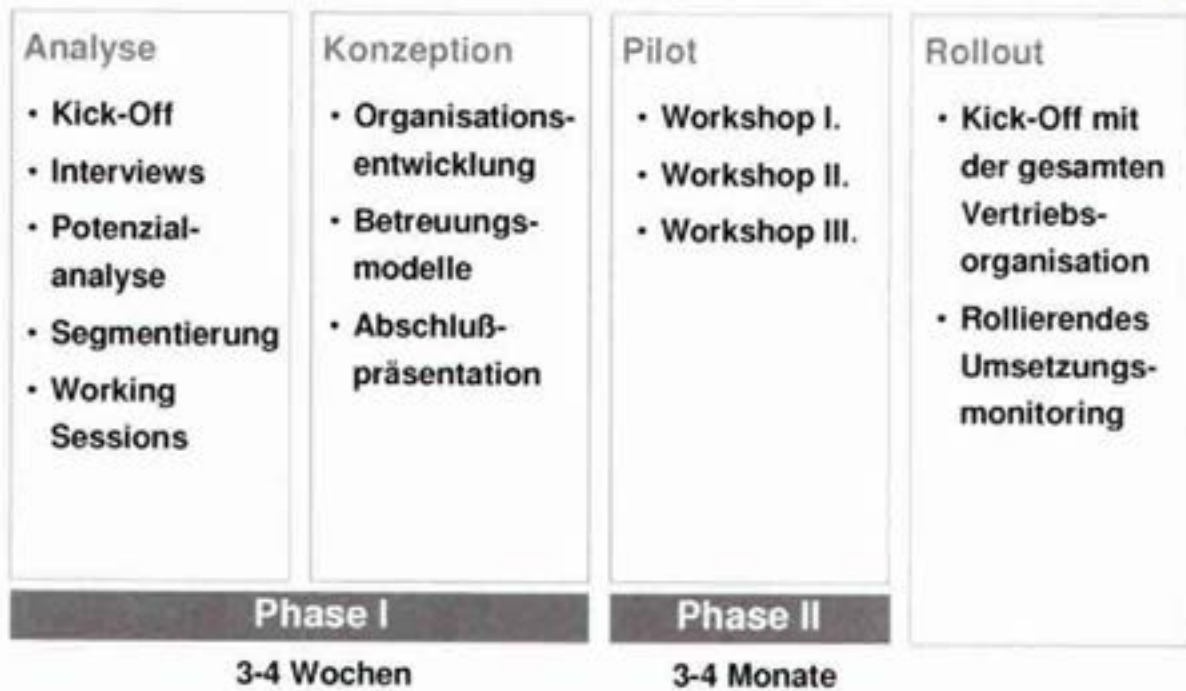 Analyse
• Kick-Off
• Interviews
• Potenzial-
analyse
• Segmentierung
• Working
Sessions
Konzeption
• Organisations-
entwicklung
• Betreuungs-
modelle
• Abschluß-
präsentation
Pilot
• Workshop I.
• Workshop II.
• Workshop III.
Rollout
• Kick-Off mit
der gesamten
Vertriebs-
organisation
• Rollierendes
Umsetzungs-
monitoring
Phase I
3-4 Wochen
Phase II
3-4 Monate